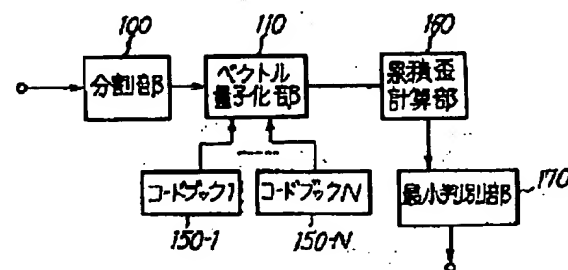 100
110
160
分割部
ベクトル
量子化部
累積歪
計算部
コードブック1
コードブックN
最小判別部
170
150-1
150-N